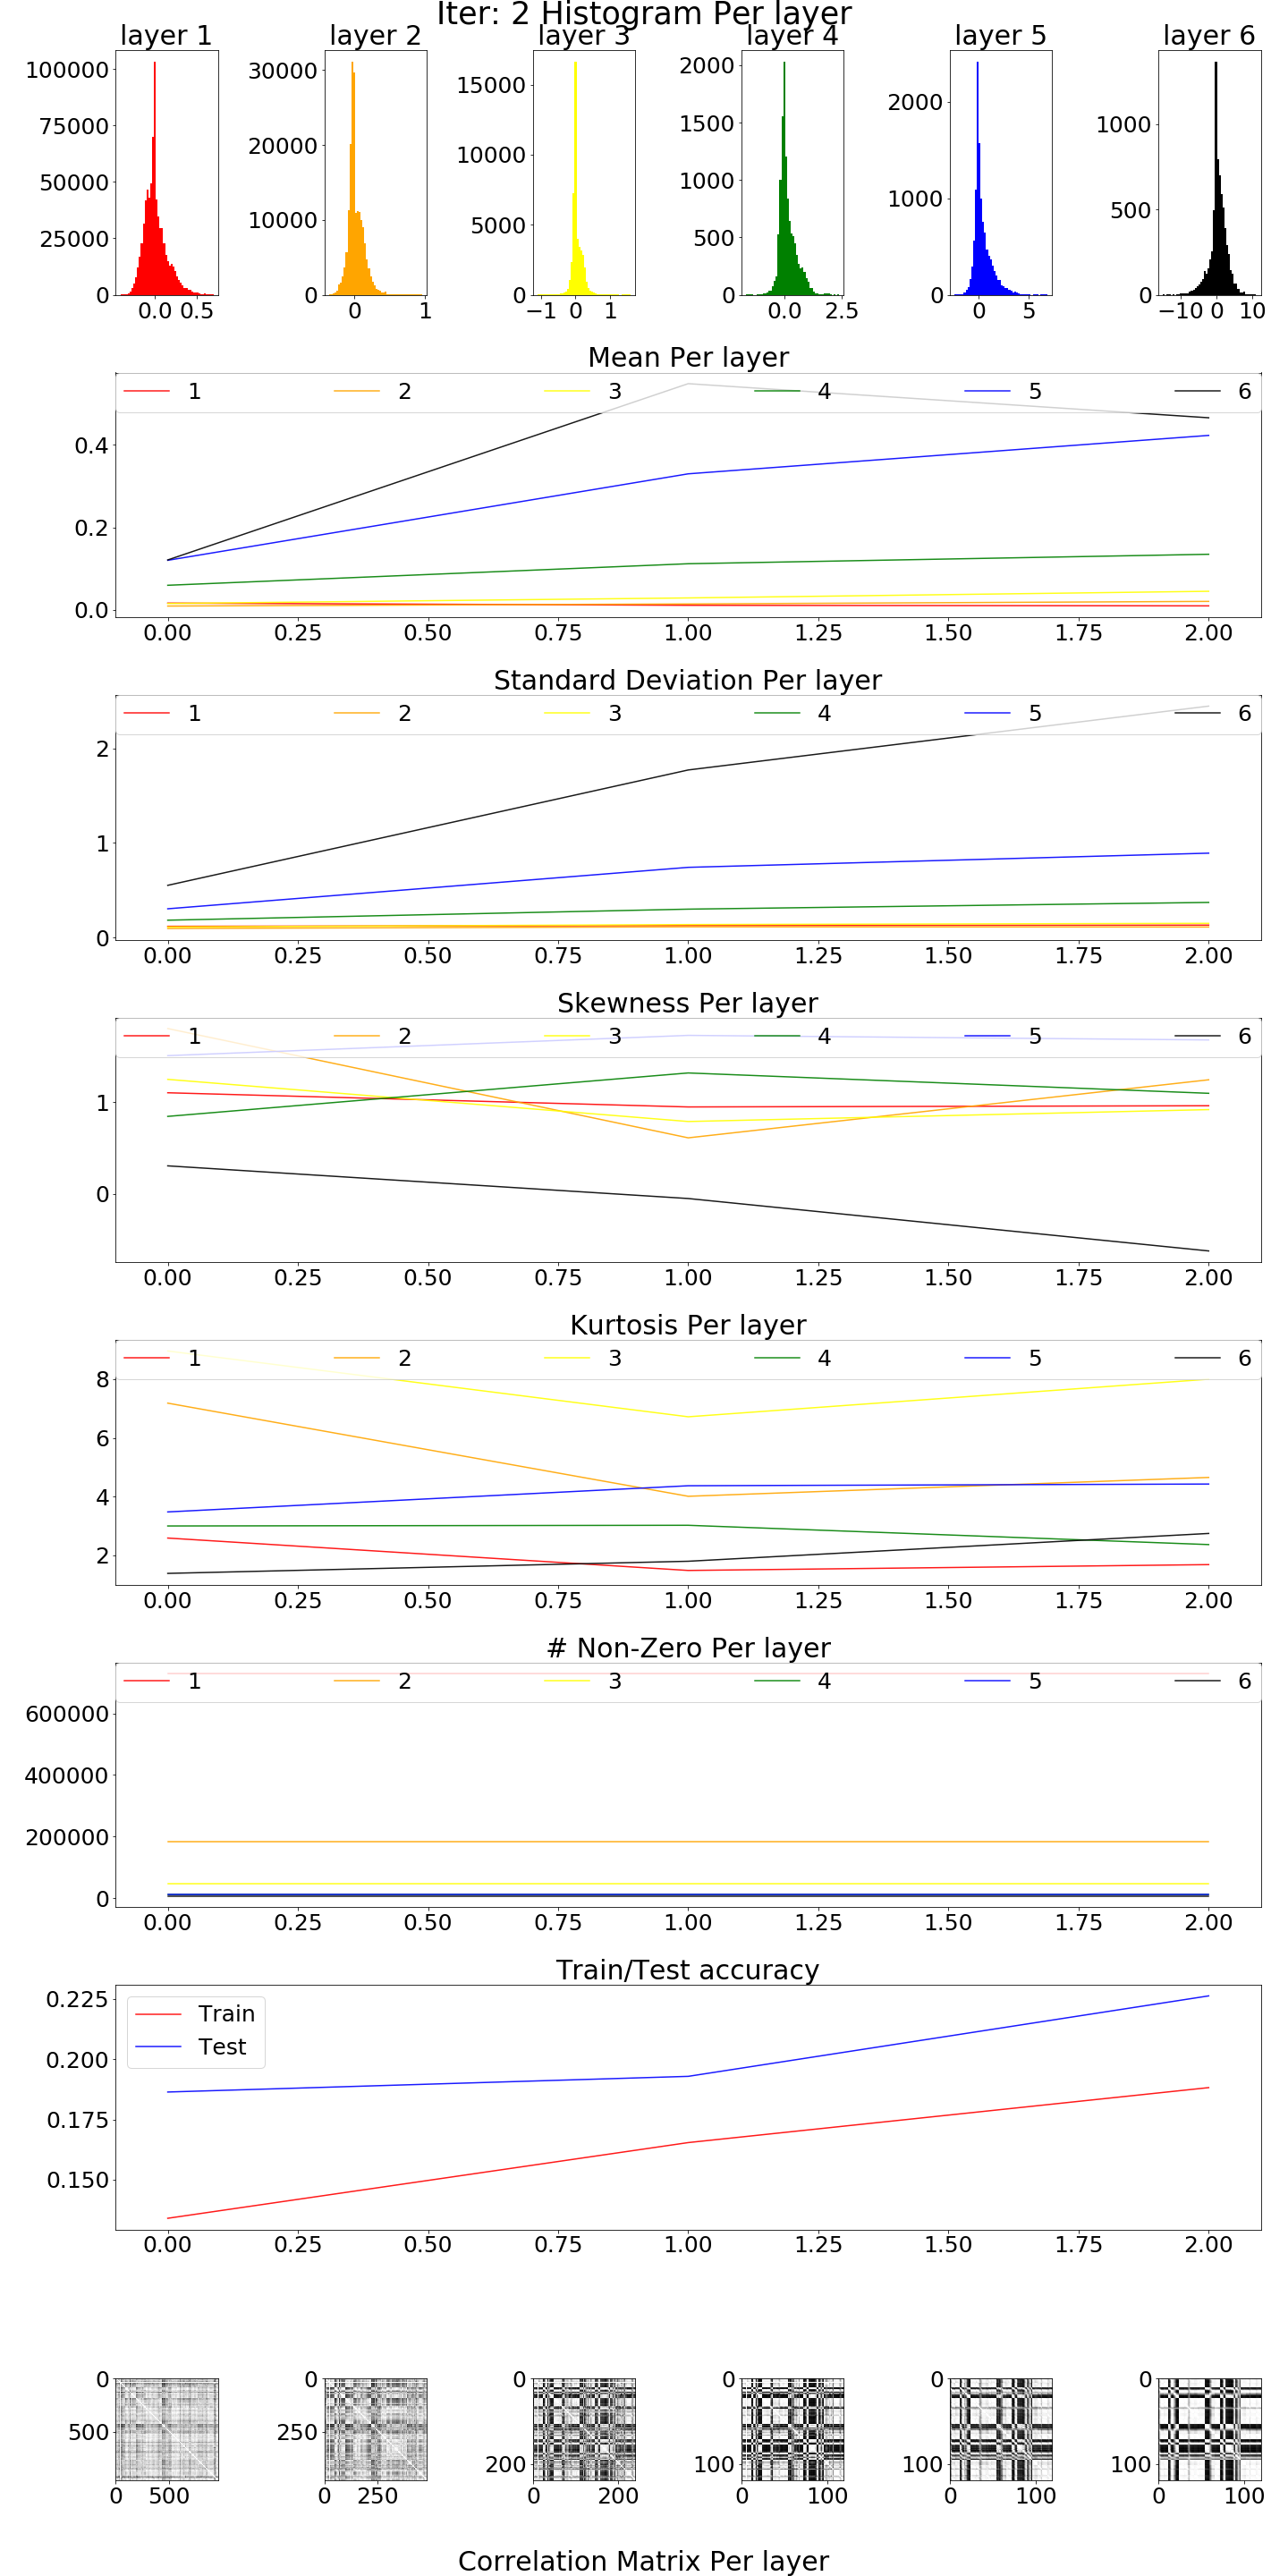 Iter: 2 Histogram Per layer
layer 1 layer 2 layer 3 layer 4 layer 5 layer 6
100000 30000 15000 2000 2000 1000
75000 20000 10000 1500 1000 500
50000 10000 5000 1000 0 0
25000 0 0 500
0 0
0.0 0.5 0 1 −1 0 1 0.0 2.5 0 5 −10 0 10
Mean Per layer
1 2 3 4 5 6
0.4
0.2
0.0
0.00 0.25 0.50 0.75 1.00 1.25 1.50 1.75 2.00
Standard Deviation Per layer
1 2 3 4 5 6
2
1
0
0.00 0.25 0.50 0.75 1.00 1.25 1.50 1.75 2.00
Skewness Per layer
1 2 3 4 5 6
1
0
0.00 0.25 0.50 0.75 1.00 1.25 1.50 1.75 2.00
Kurtosis Per layer
1 2 3 4 5 6
8
6
4
2
0.00 0.25 0.50 0.75 1.00 1.25 1.50 1.75 2.00
# Non-Zero Per layer
1 2 3 4 5 6
600000
400000
200000
0
0.00 0.25 0.50 0.75 1.00 1.25 1.50 1.75 2.00
Train/Test accuracy
Train
Test
0.225
0.200
0.175
0.150
0.00 0.25 0.50 0.75 1.00 1.25 1.50 1.75 2.00
0 0 0 0 0 0
500 250 200 100 100 100
0 500 0 250 0 200 0 100 0 100 0 100
Correlation Matrix Per layer